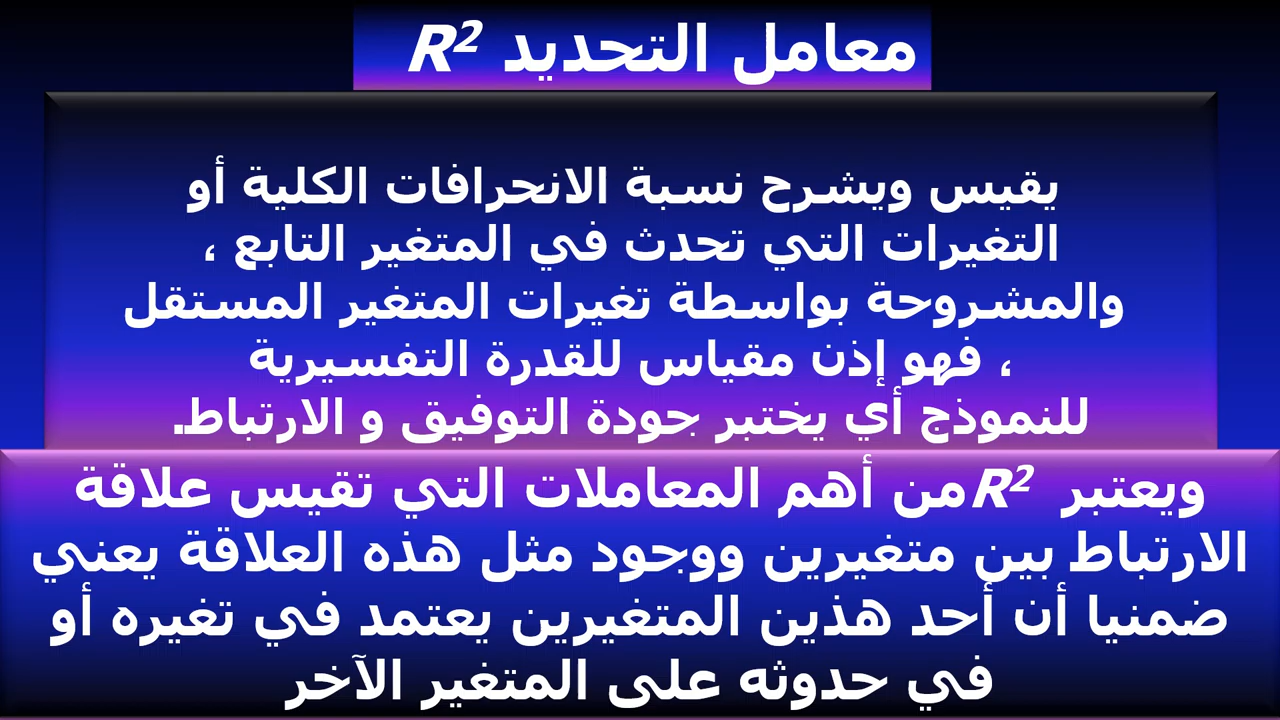 معامل التحديد R²
يقيس ويشرح نسبة الانحرافات الكلية أو
التغيرات التي تحدث في المتغير التابع ،
والمشروحة بواسطة تغيرات المتغير المستقل
، فهو إذن مقياس للقدرة التفسيرية
للنموذج أي يختبر جودة التوفيق و الارتباط.
ويعتبر R² من أهم المعاملات التي تقيس علاقة
الارتباط بين متغيرين ووجود مثل هذه العلاقة يعني
ضمنيا أن أحد هذين المتغيرين يعتمد في تغيره أو
في حدوثه على المتغير الآخر